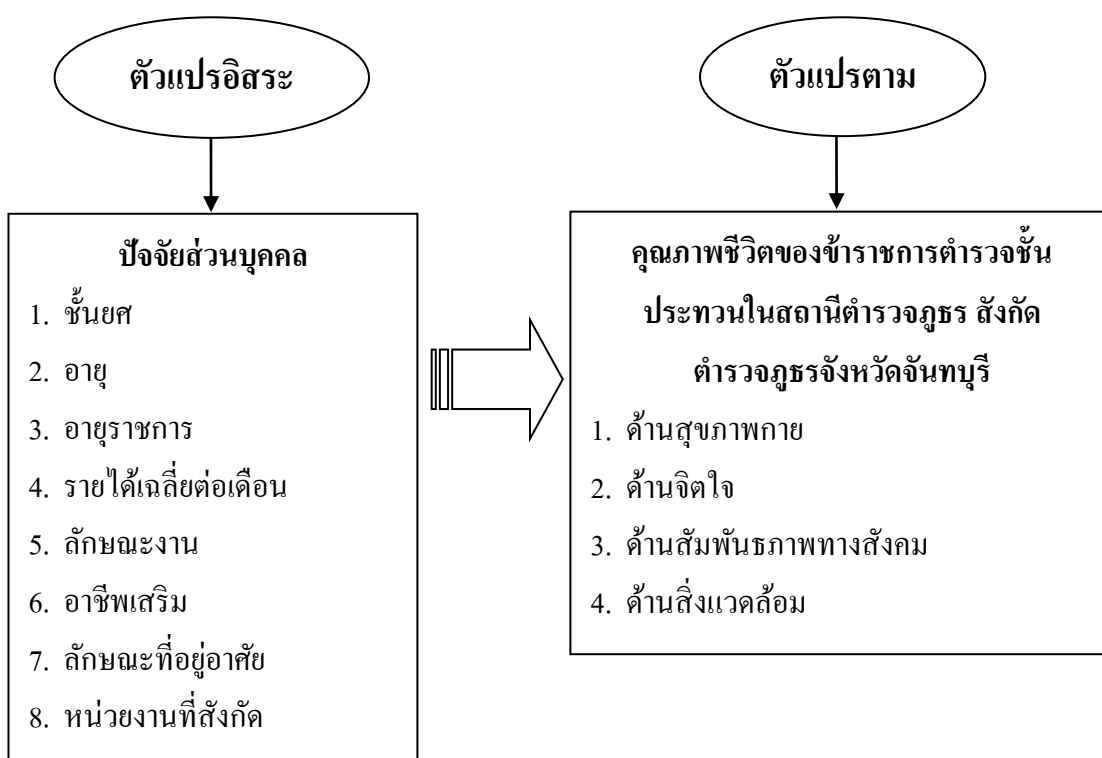 ตัวแปรอิสระ
ปัจจัยส่วนบุคคล
1. ชั้นยศ
2. อายุ
3. อายุราชการ
4. รายได้เฉลี่ยต่อเดือน
5. ลักษณะงาน
6. อาชีพเสริม
7. ลักษณะที่อยู่อาศัย
8. หน่วยงานที่สังกัด
ตัวแปรตาม
คุณภาพชีวิตของข้าราชการตำรวจชั้น
ประทวนในสถานีตำรวจภูธร สังกัด
ตำรวจภูธรจังหวัดจันทบุรี
1. ด้านสุขภาพกาย
2. ด้านจิตใจ
3. ด้านสัมพันธภาพทางสังคม
4. ด้านสิ่งแวดล้อม